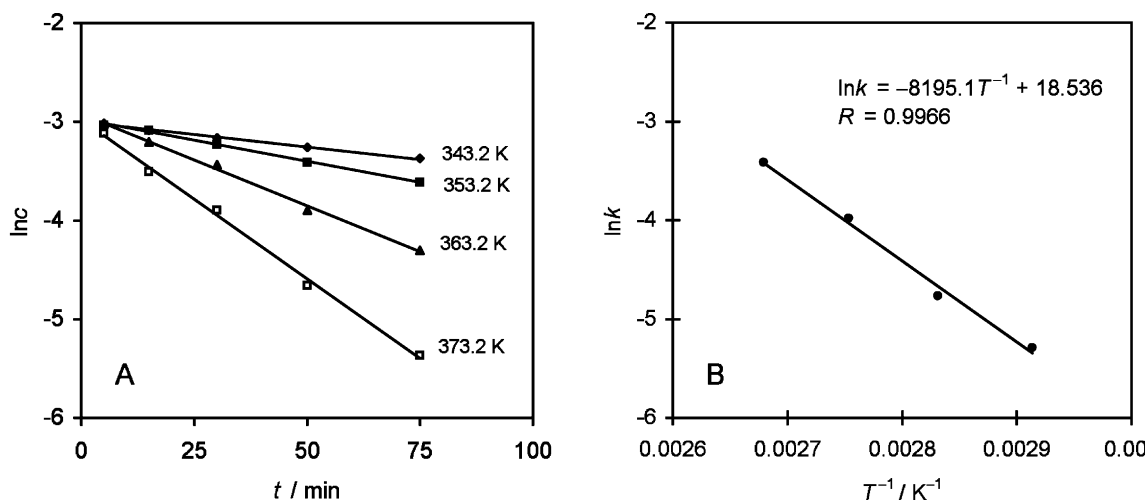 -2
-3
-4
-5
-6
lnc
0
25
50
75
100
t / min
343.2 K
353.2 K
363.2 K
373.2 K
A
-2
-3
-4
-5
-6
lnk
lnk = –8195.1T⁻¹ + 18.536
R = 0.9966
B
0.0026
0.0027
0.0028
0.0029
0.00
T⁻¹ / K⁻¹